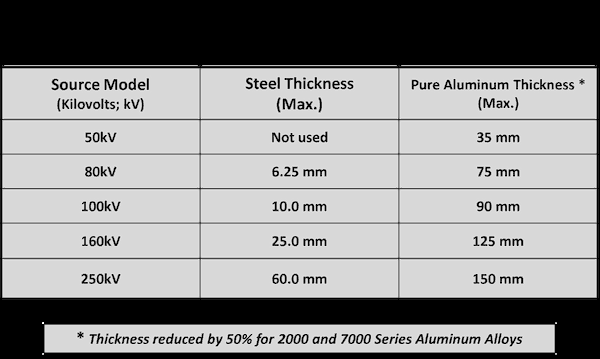 Source Model Steel Thickness Pure Aluminum Thickness *
(Kilovolts; kV) (Max.) (Max.)
50kV Not used 35 mm
80kV 6.25 mm 75 mm
100kV 10.0 mm 90 mm
160kV 25.0 mm 125 mm
250kV 60.0 mm 150 mm
* Thickness reduced by 50% for 2000 and 7000 Series Aluminum Alloys